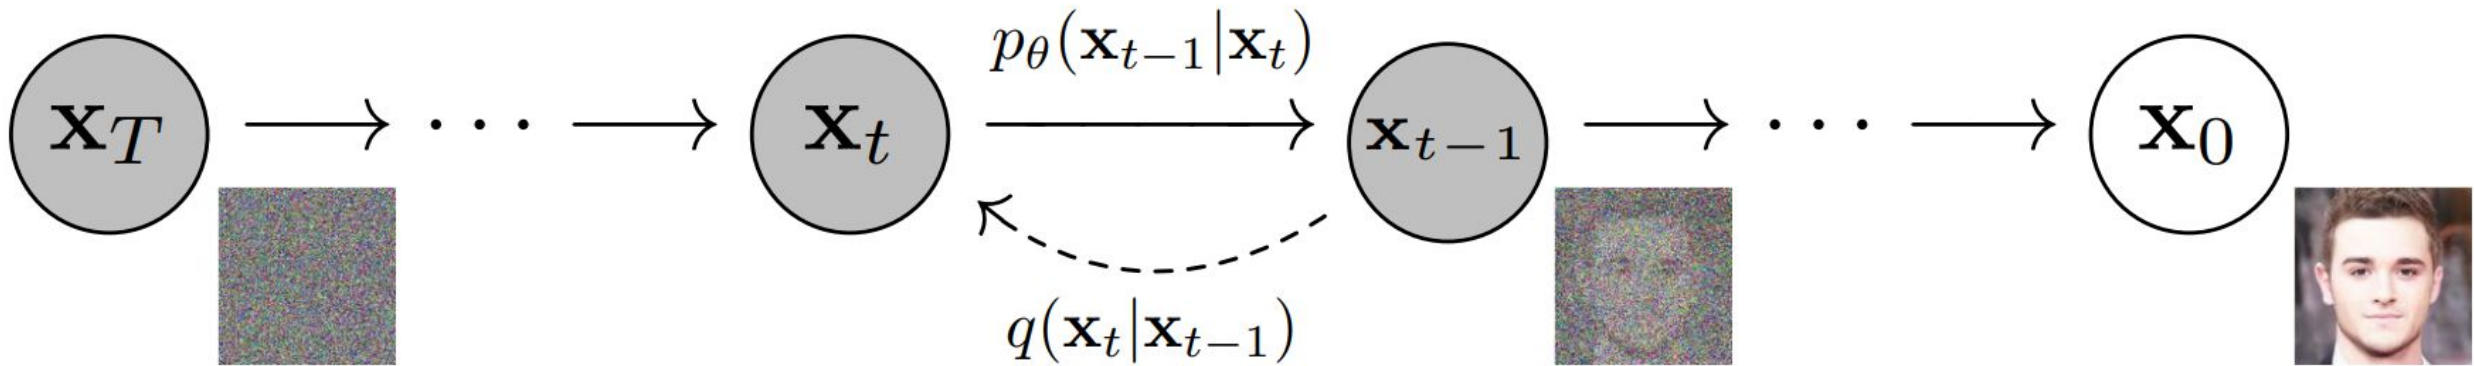 p_θ(x_{t−1}|x_t)
x_T → · · · → x_t → x_{t−1} → · · · → x_0
q(x_t|x_{t−1})